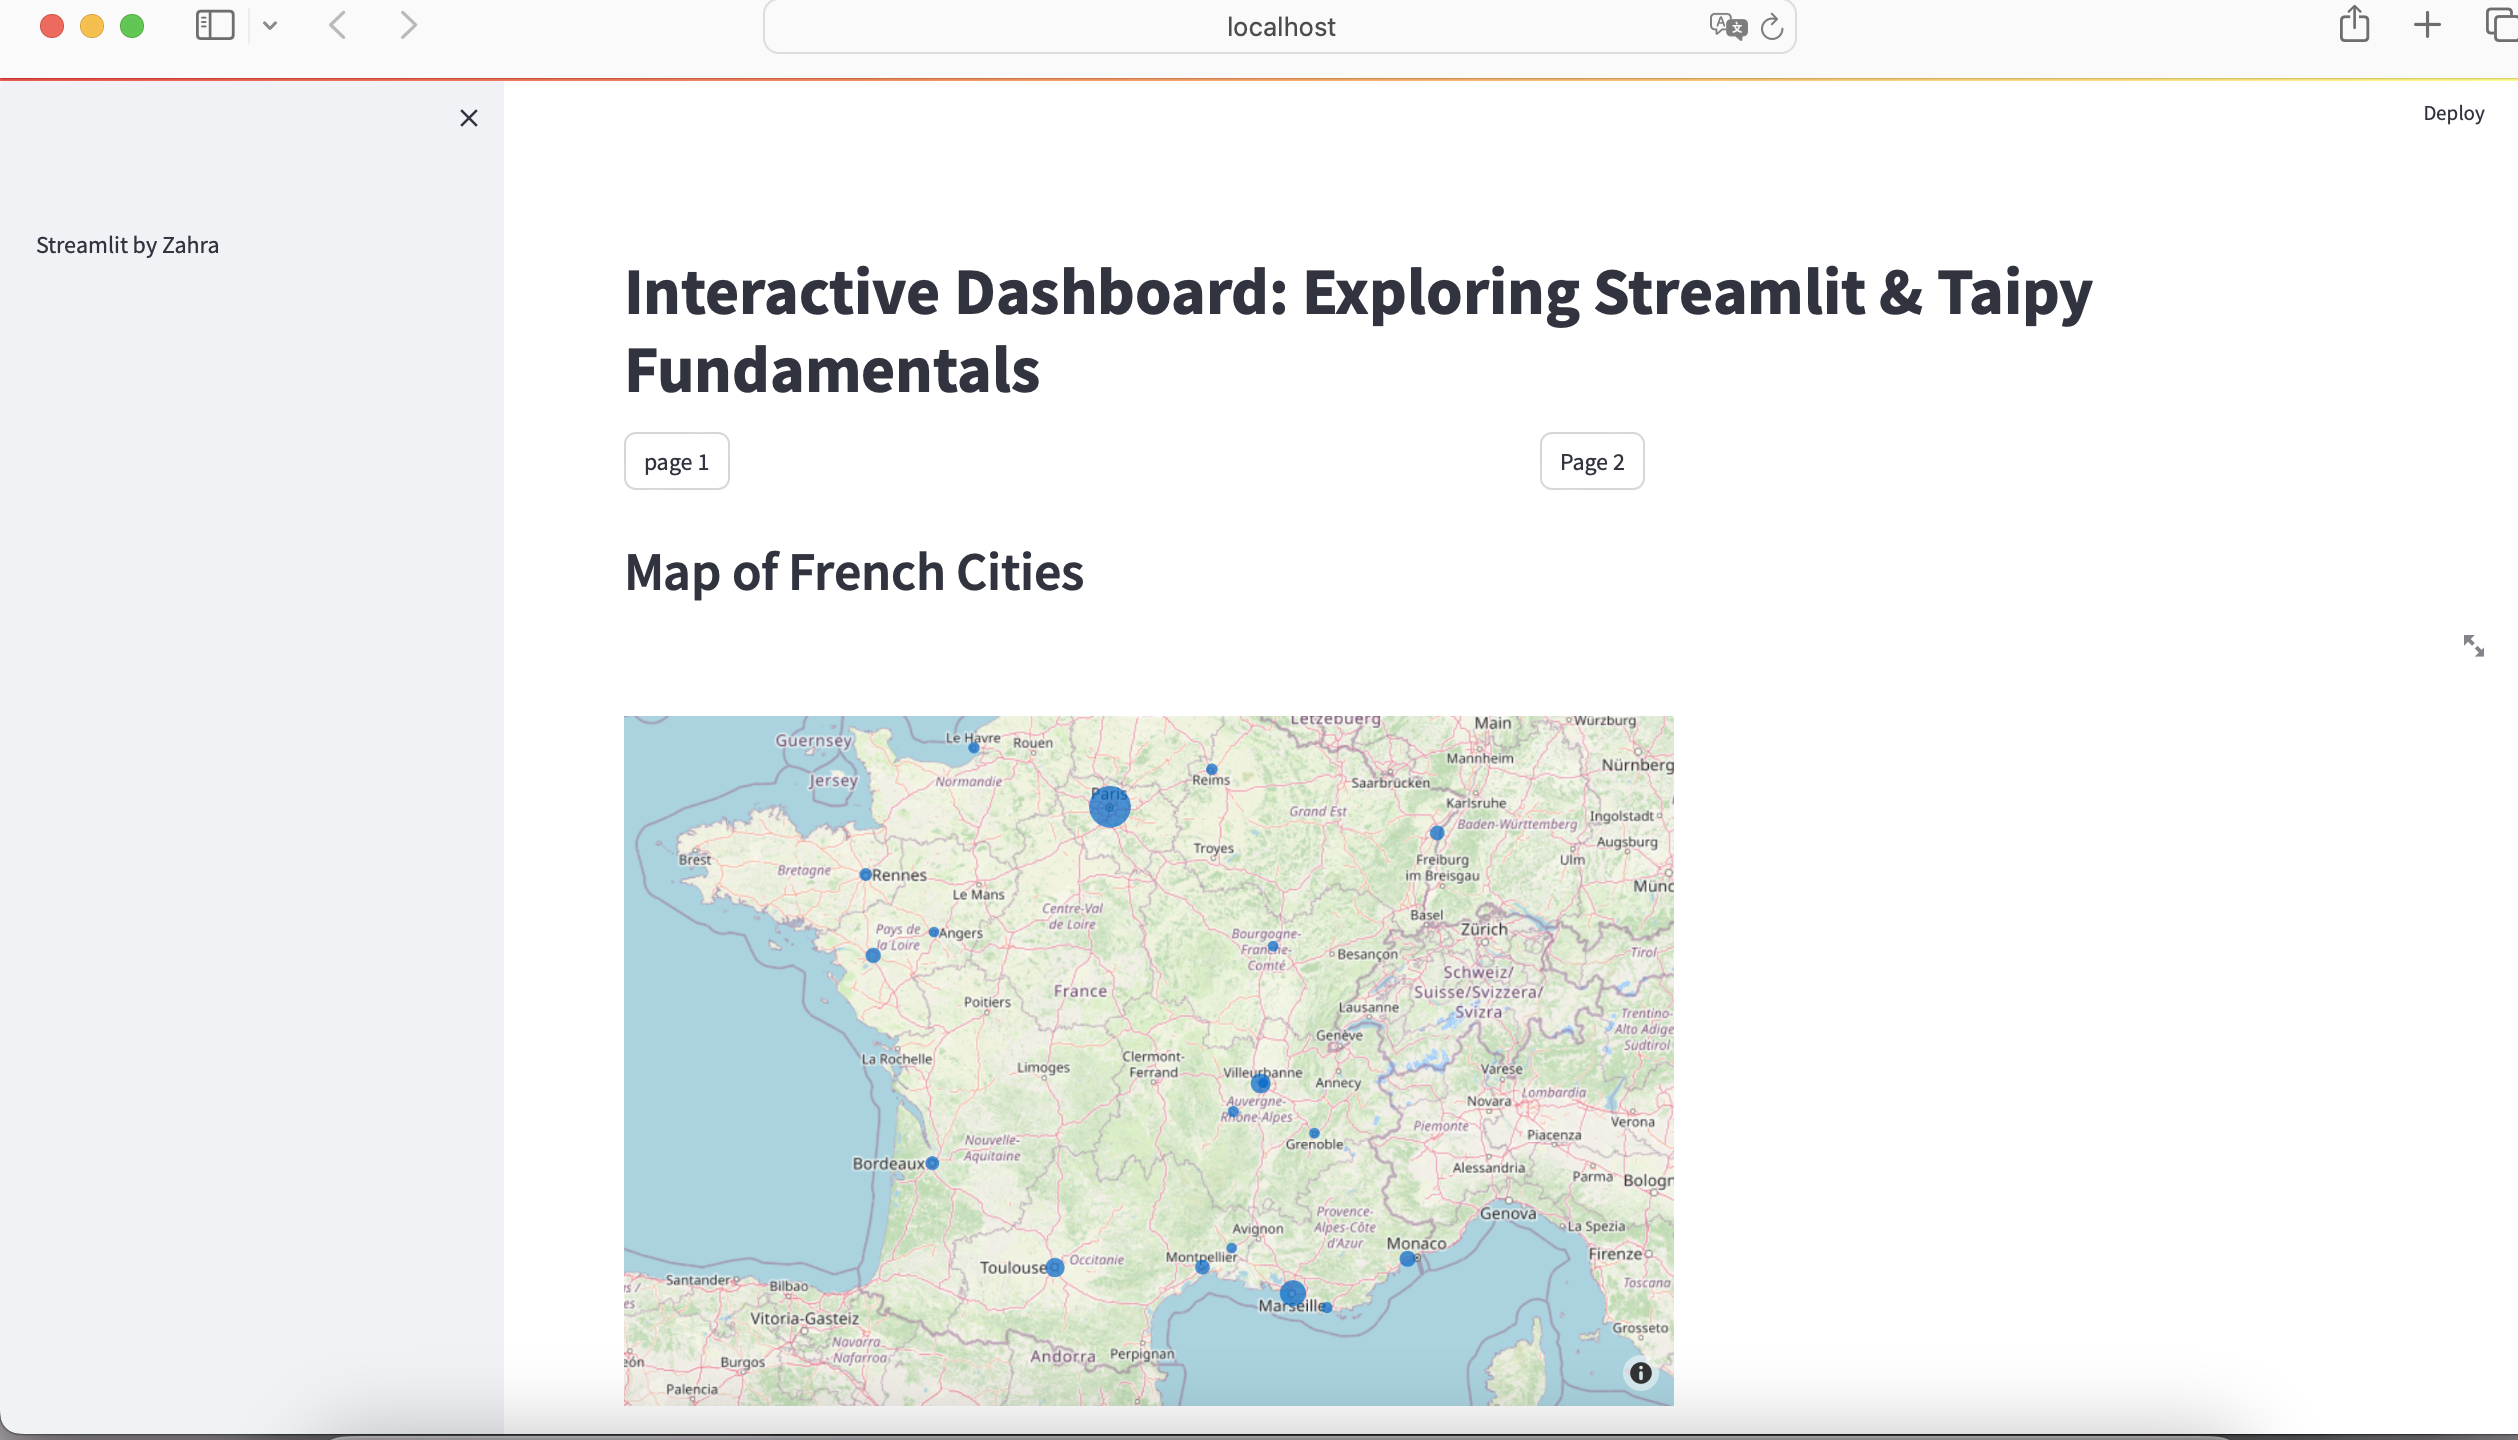 localhost
Deploy
Streamlit by Zahra
Interactive Dashboard: Exploring Streamlit & Taipy
Fundamentals
page 1
Page 2
Map of French Cities
Guernsey
Jersey
Le Havre
Rouen
Normandie
Reims
Paris
Letzebuerg
Main
Würzburg
Mannheim
Nürnberg
Saarbrücken
Karlsruhe
Grand Est
Baden-Württemberg
Ingolstadt
Augsburg
Brest
Bretagne
Rennes
Le Mans
Troyes
Freiburg
im Breisgau
Ulm
Münc
Centre-Val
de Loire
Pays de
la Loire
Angers
Basel
Zürich
Bourgogne-
Franche-
Comté
Besançon
Tirol
France
Poitiers
Schweiz/
Suisse/Svizzera/
Svizra
Lausanne
Genève
Trentino-
Alto Adige
Südtirol
La Rochelle
Limoges
Clermont-
Ferrand
Villeurbanne
Annecy
Varese
Auvergne-
Rhône-Alpes
Novara
Lombardia
Verona
Piemonte
Piacenza
Nouvelle-
Aquitaine
Grenoble
Bordeaux
Alessandria
Parma
Bologn
Provence-
Alpes-Côte
d'Azur
Genova
La Spezia
Avignon
Monaco
Firenze
Montpellier
Toulouse
Occitanie
Toscana
Santander
Bilbao
Marseille
Vitoria-Gasteiz
Grosseto
Navarra
- Nafarroa
Andorra
Perpignan
Burgos
eón
Palencia